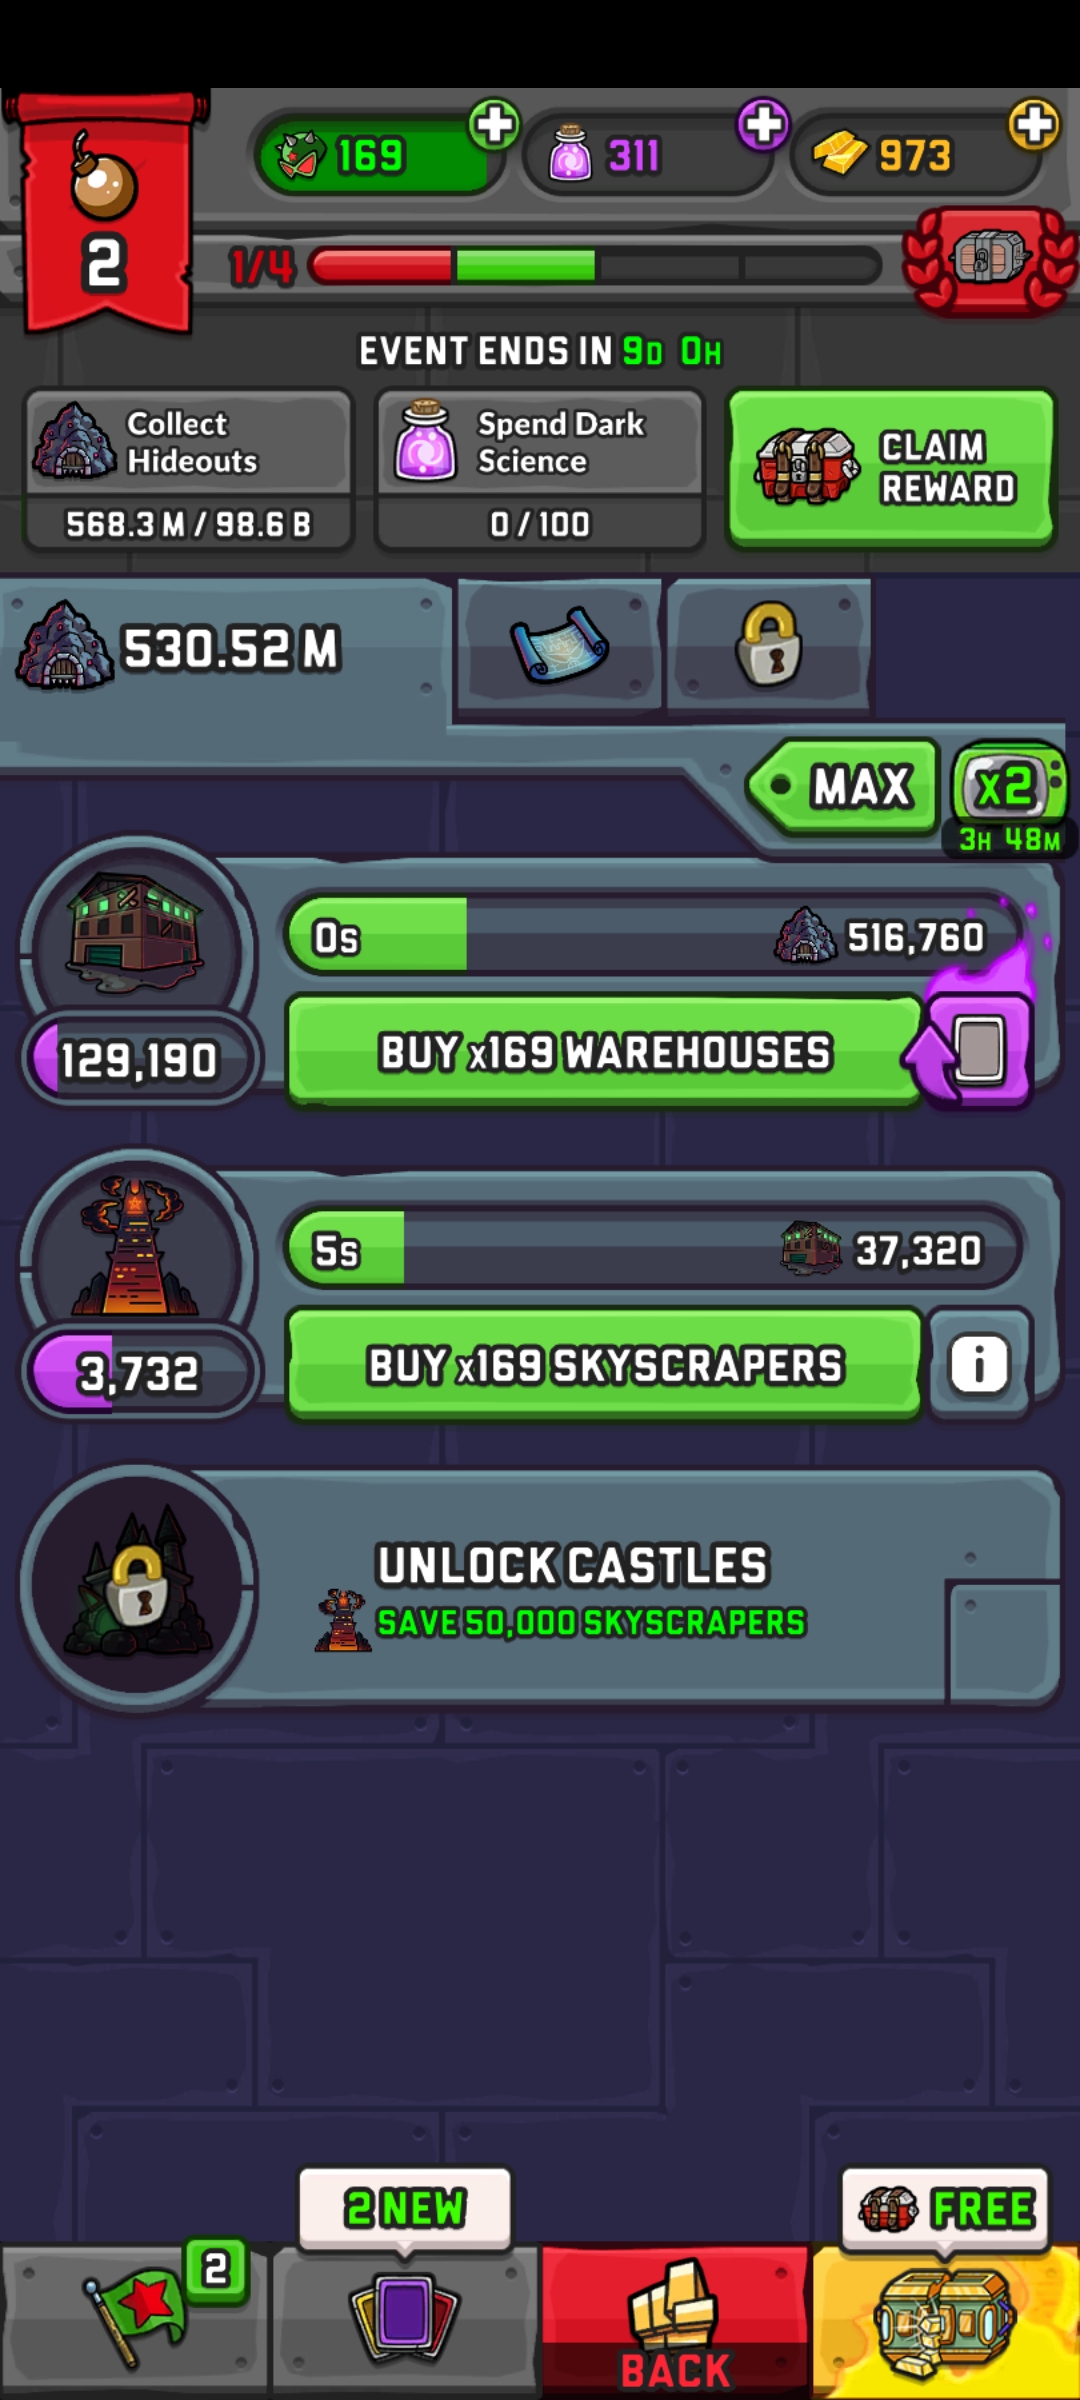 169
311
973
2
1/4
EVENT ENDS IN 9D 0H
Collect
Hideouts
568.3 M / 98.6 B
Spend Dark
Science
0 / 100
CLAIM
REWARD
530.52 M
MAX
x2
3H 48M
0s
516,760
129,190
BUY x169 WAREHOUSES
5s
37,320
3,732
BUY x169 SKYSCRAPERS
i
UNLOCK CASTLES
SAVE 50,000 SKYSCRAPERS
2 NEW
FREE
2
BACK